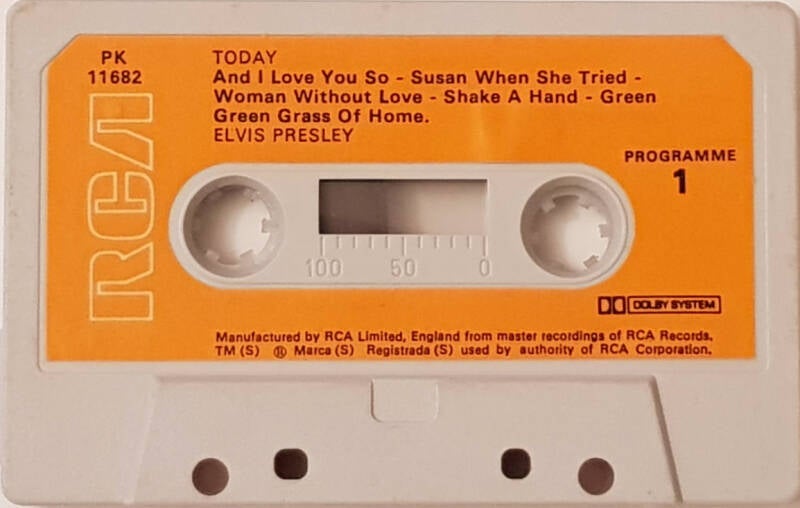 PK
11682
TODAY
And I Love You So - Susan When She Tried -
Woman Without Love - Shake A Hand - Green
Green Grass Of Home.
ELVIS PRESLEY
RCA
PROGRAMME
1
100 50 0
DOLBY SYSTEM
Manufactured by RCA Limited, England from master recordings of RCA Records.
TM (S) ® Marca (S) Registrada (S) used by authority of RCA Corporation.